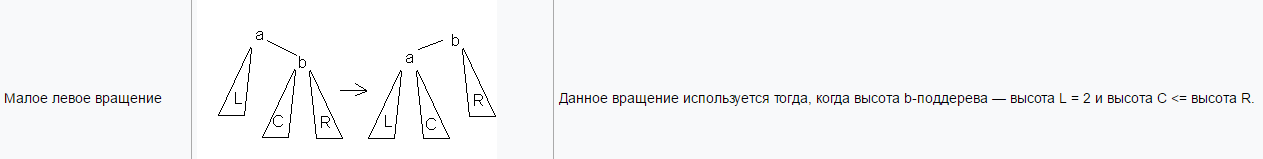 Малое левое вращение
a
b
L
C
R
b
a
L
C
R
Данное вращение используется тогда, когда высота b-поддерева — высота L = 2 и высота C <= высота R.